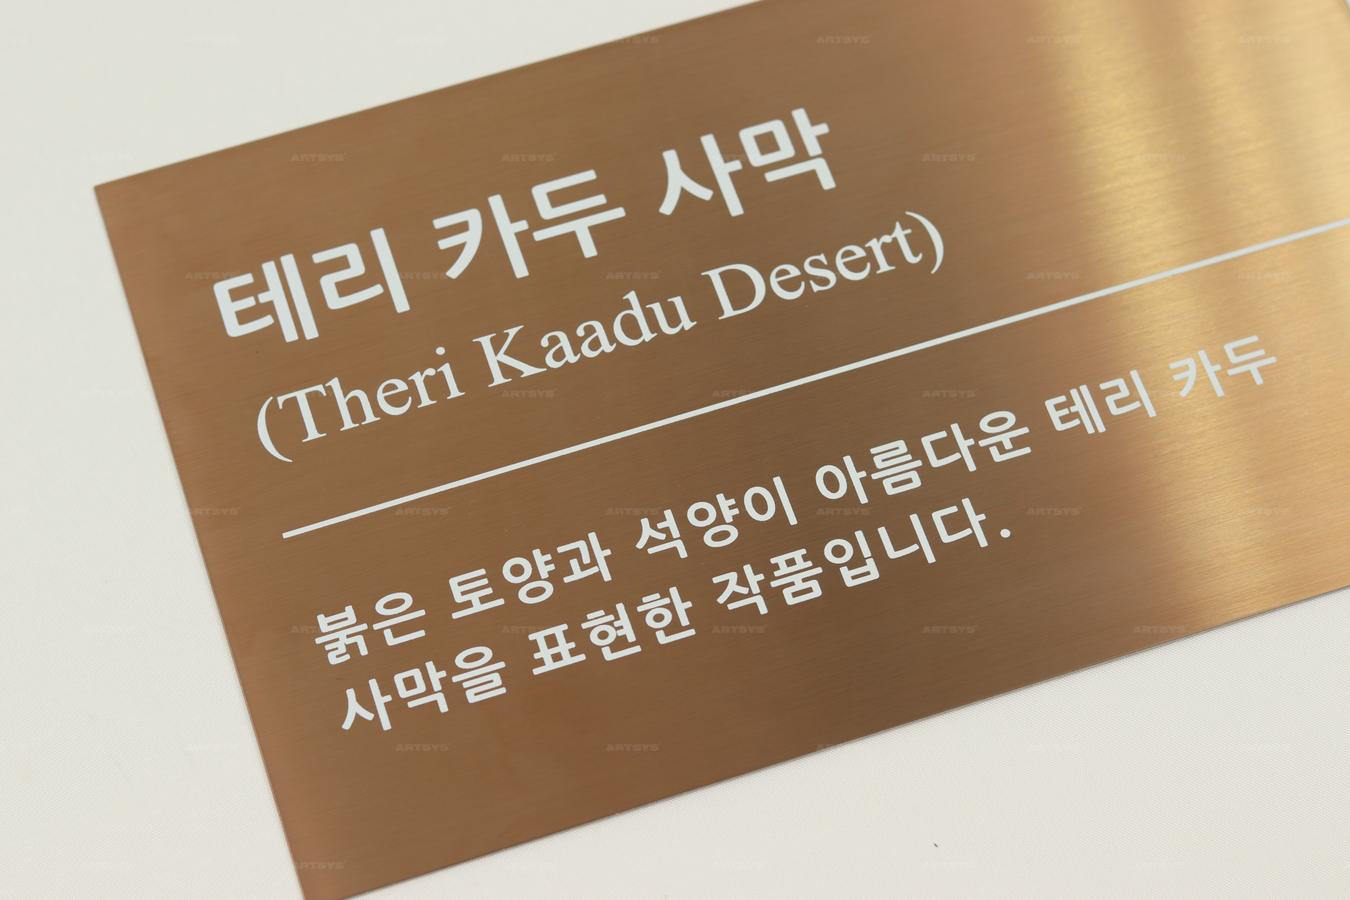 테리 카두 사막
(Theri Kaadu Desert)
붉은 토양과 석양이 아름다운 테리 카두
사막을 표현한 작품입니다.
ARTSYS